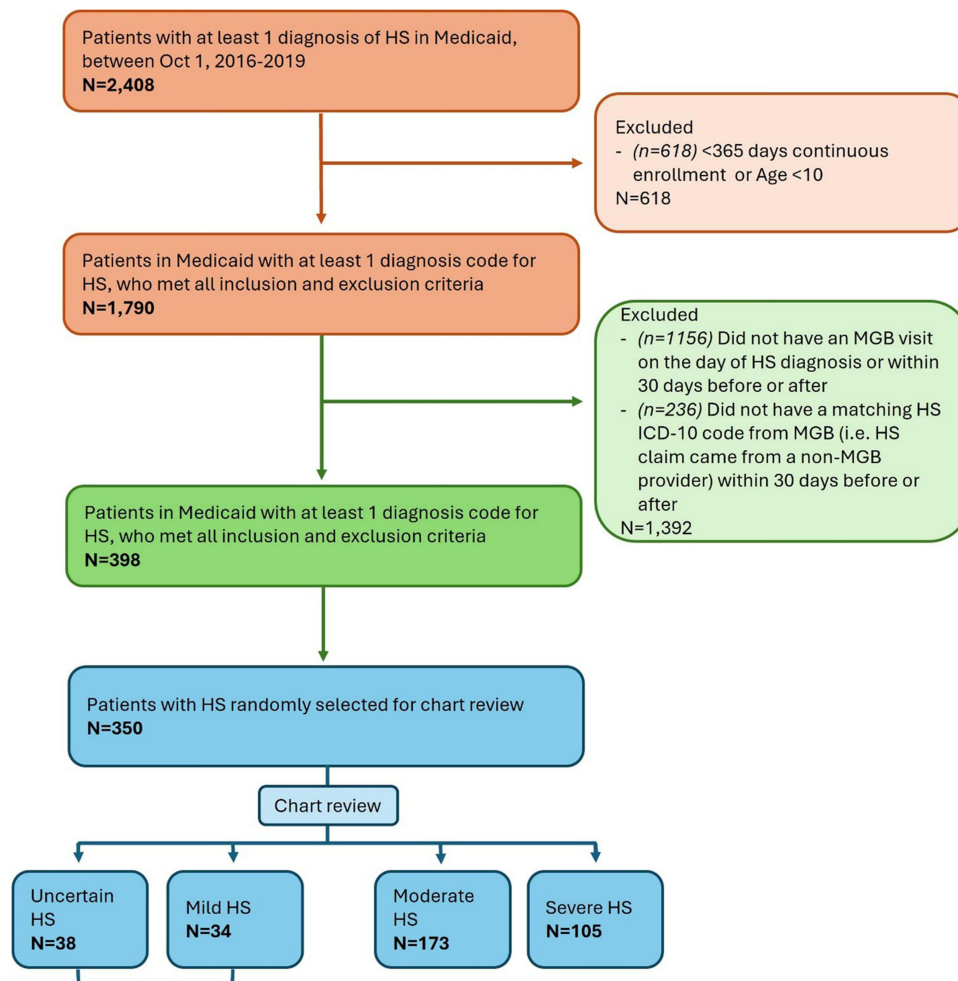 Patients with at least 1 diagnosis of HS in Medicaid,
between Oct 1, 2016-2019
N=2,408
Excluded
- (n=618) <365 days continuous
enrollment or Age <10
N=618
Patients in Medicaid with at least 1 diagnosis code for
HS, who met all inclusion and exclusion criteria
N=1,790
Excluded
- (n=1156) Did not have an MGB visit
on the day of HS diagnosis or within
30 days before or after
- (n=236) Did not have a matching HS
ICD-10 code from MGB (i.e. HS
claim came from a non-MGB
provider) within 30 days before or
after
N=1,392
Patients in Medicaid with at least 1 diagnosis code for
HS, who met all inclusion and exclusion criteria
N=398
Patients with HS randomly selected for chart review
N=350
Chart review
Uncertain
HS
N=38
Mild HS
N=34
Moderate
HS
N=173
Severe HS
N=105